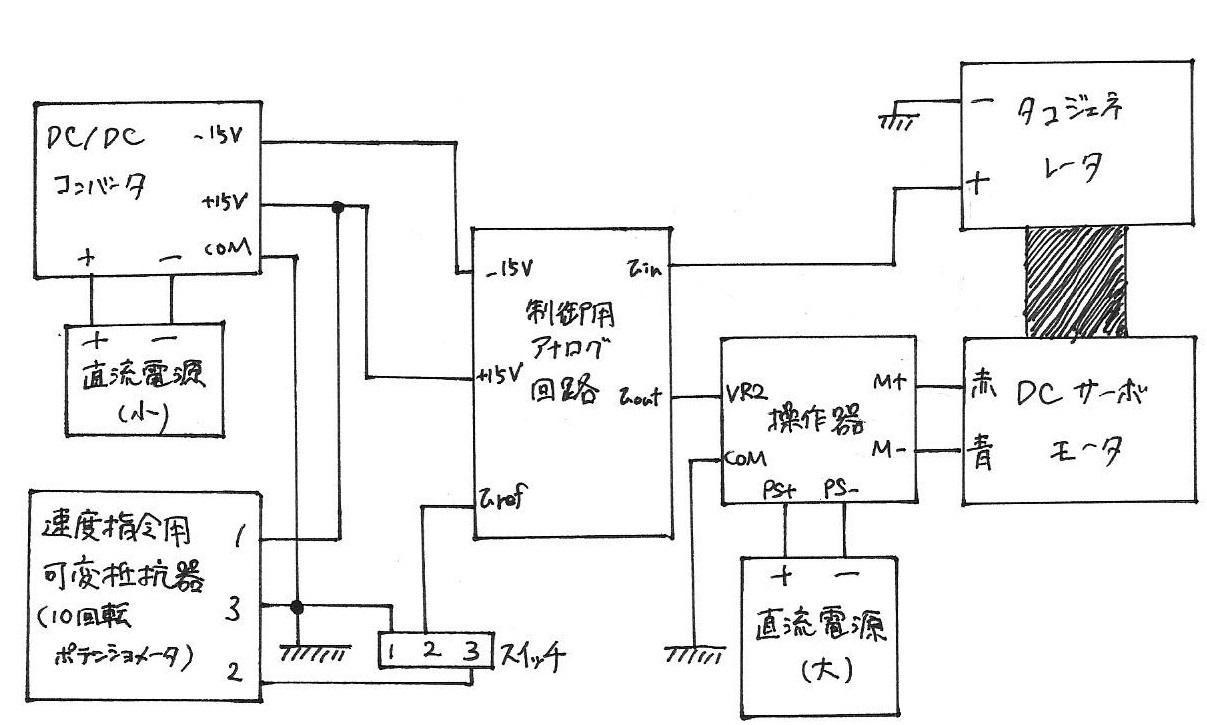 DC/DC
コンバータ
-15V
+15V
COM
+ -
+ -
直流電源
(小)
速度指令用
可変抵抗器
(10回転
ポテンショメータ)
1
3
2
1 2 3
スイッチ
-15V
+15V
制御用
アナログ
回路
vin
vout
vref
VR2
COM
操作器
M+
M-
PS+ PS-
+ -
直流電源
(大)
-
+
タコジェネ
レータ
赤
青
DCサーボ
モータ